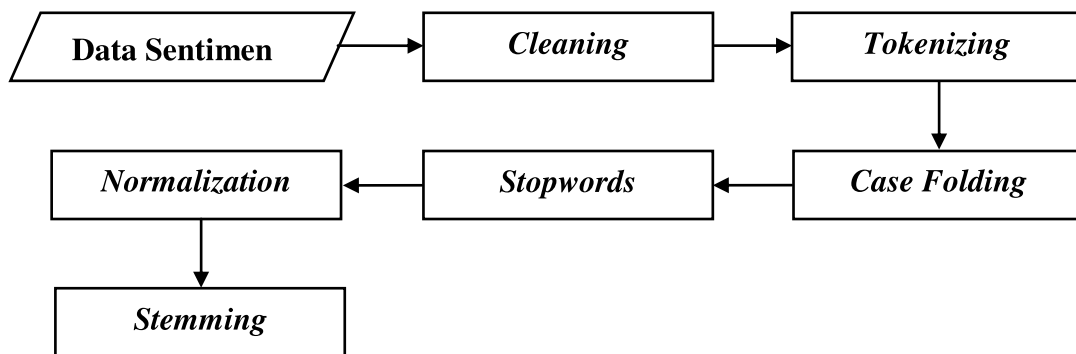 Data Sentimen
Cleaning
Tokenizing
Case Folding
Stopwords
Normalization
Stemming